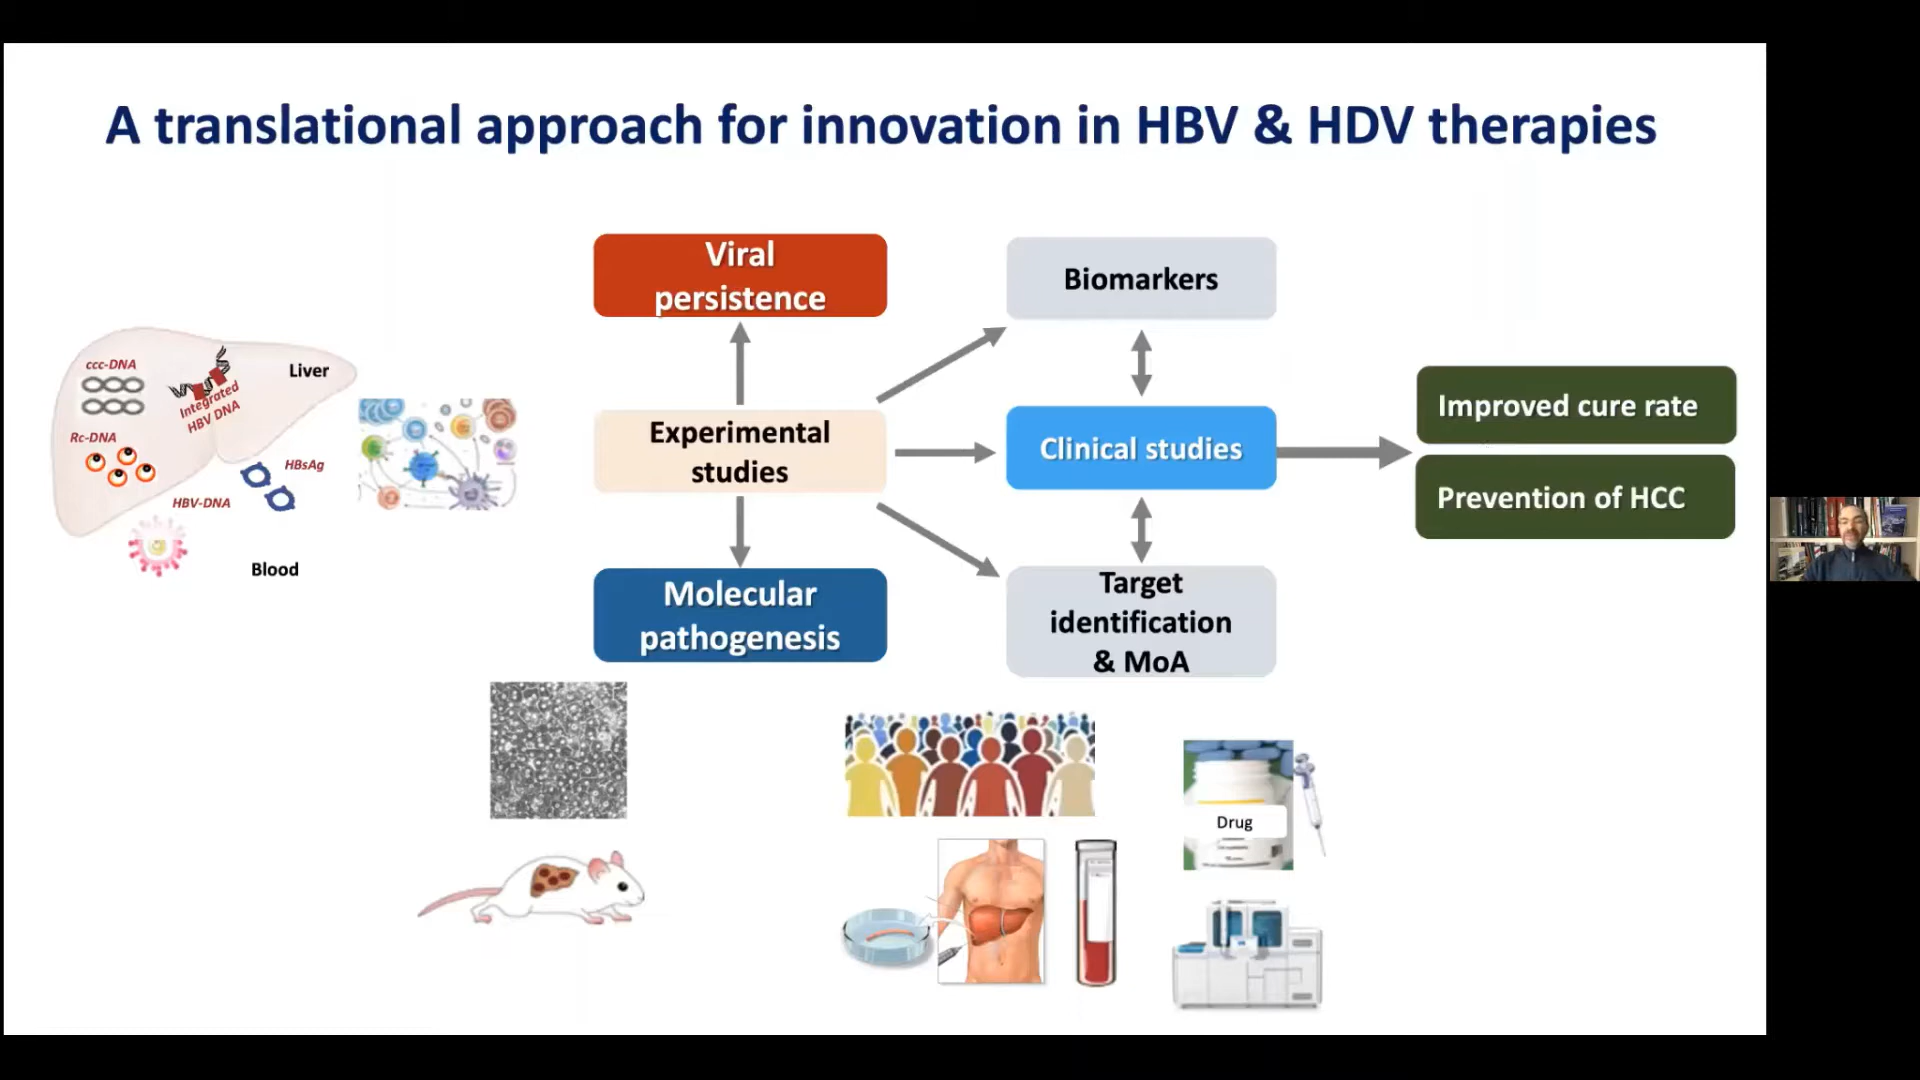 A translational approach for innovation in HBV & HDV therapies
Viral
persistence
Biomarkers
ccc-DNA
Integrated
HBV DNA
Liver
Rc-DNA
HBsAg
HBV-DNA
Blood
Experimental
studies
Clinical studies
Improved cure rate
Prevention of HCC
Molecular
pathogenesis
Target
identification
& MoA
Drug